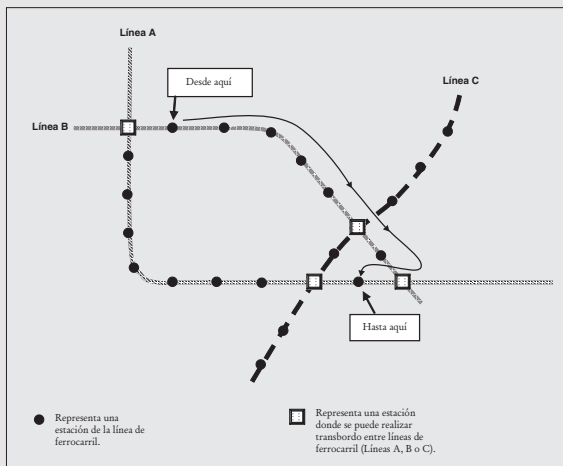 Línea A
Desde aquí
Línea C
Línea B
Hasta aquí
Representa una
estación de la línea de
ferrocarril.
Representa una estación
donde se puede realizar
transbordo entre líneas de
ferrocarril (Líneas A, B o C).